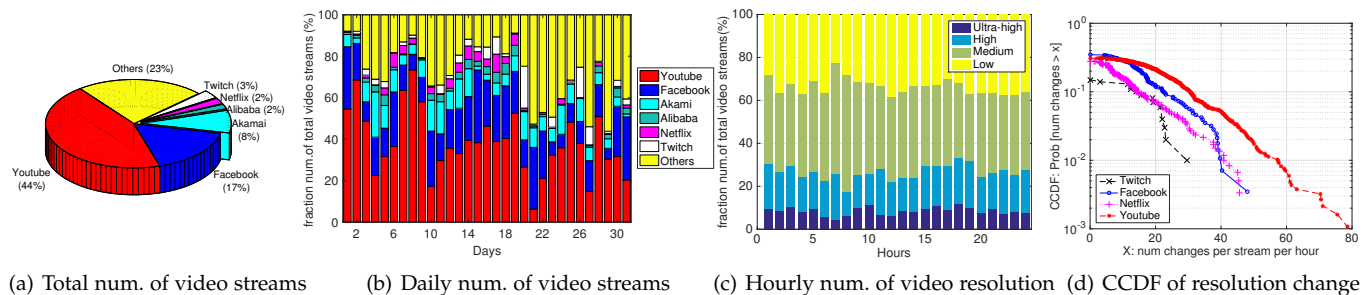 Others (23%)
Twitch (3%)
Netflix (2%)
Alibaba (2%)
Akamai
(8%)
Facebook
(17%)
Youtube
(44%)
(a) Total num. of video streams
fraction num.of total video streams (%)
100
80
60
40
20
0
2 6 10 14 18 22 26 30
Days
Youtube
Facebook
Akami
Alibaba
Netflix
Twitch
Others
(b) Daily num. of video streams
fraction num.of total video streams(%)
100
80
60
40
20
0
0 5 10 15 20
Hours
Ultra-high
High
Medium
Low
(c) Hourly num. of video resolution
CCDF: Prob [num changes > x]
10^0
10^-1
10^-2
10^-3
0 20 40 60 80
X: num changes per stream per hour
Twitch
Facebook
Netflix
Youtube
(d) CCDF of resolution change